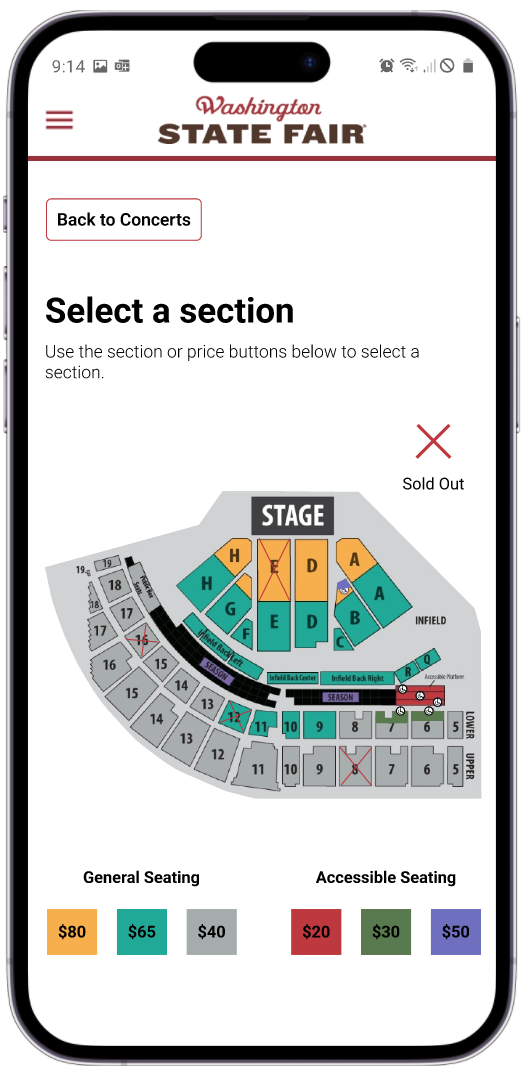 9:14
Washington
STATE FAIR
Back to Concerts
Select a section
Use the section or price buttons below to select a
section.
Sold Out
STAGE
H
E
D
A
H
A
G
E
D
B
F
C
INFIELD
Infield Back Left
Infield Back Center
Infield Back Right
R
Q
Accessible Platform
SEASON
SEASON
19
19
18
18
17
17
16
16
15
15
14
14
13
13
12
12
11
11
10
9
8
7
6
5
LOWER
10
9
8
7
6
5
UPPER
General Seating
Accessible Seating
$80
$65
$40
$20
$30
$50